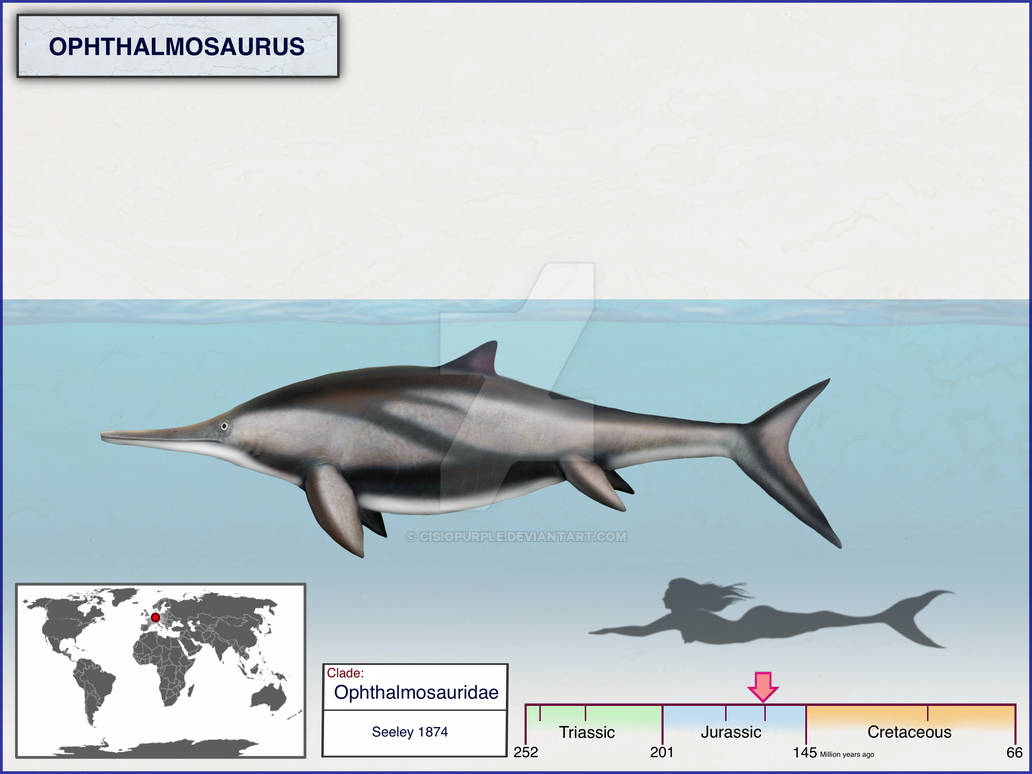 OPHTHALMOSAURUS
© CISIOPURPLE.DEVIANTART.COM
Clade:
Ophthalmosauridae
Seeley 1874
Triassic Jurassic Cretaceous
252 201 145 Million years ago 66